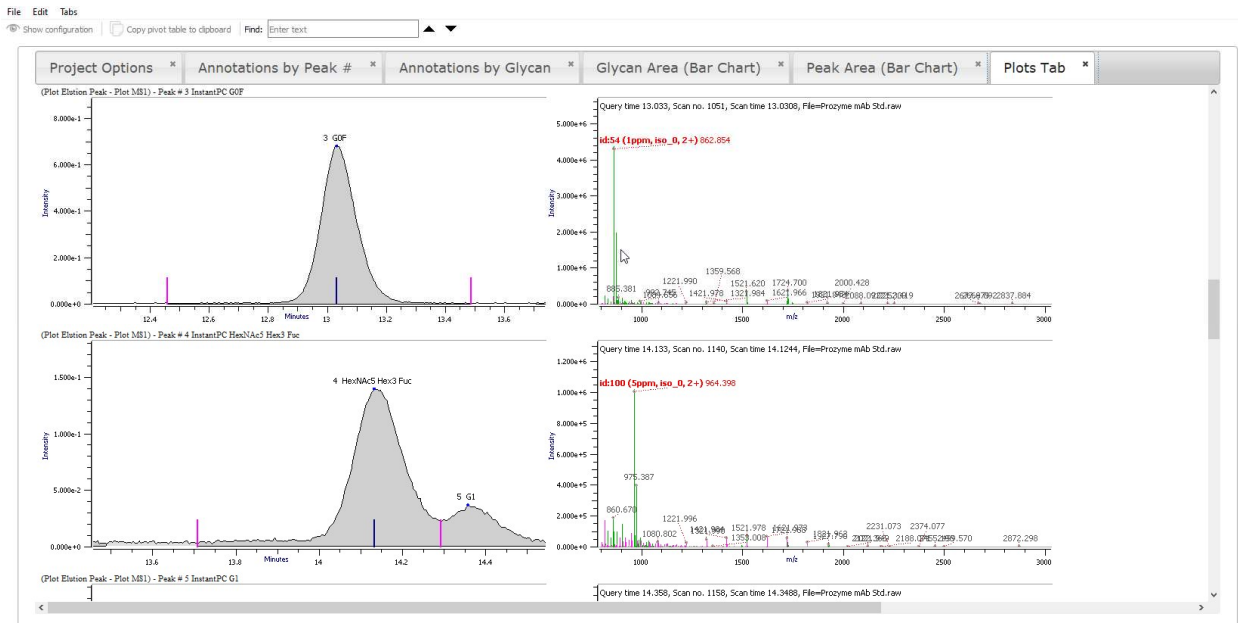 File Edit Tabs
Show configuration Copy pivot table to clipboard Find: Enter text
Project Options × Annotations by Peak # × Annotations by Glycan × Glycan Area (Bar Chart) × Peak Area (Bar Chart) × Plots Tab ×
(Plot Elution Peak - Plot MS1) - Peak # 3 InstantPC G0F
8.000e-1
6.000e-1
4.000e-1
2.000e-1
0.000e+0
Intensity
3 G0F
12.4 12.6 12.8 13 13.2 13.4 13.6
Minutes
Query time 13.033, Scan no. 1051, Scan time 13.0308, File=Prozyme mAb Std.raw
5.000e+6
4.000e+6
3.000e+6
2.000e+6
1.000e+6
0.000e+0
Intensity
id:54 (1ppm, iso_0, 2+) 862.854
1359.568
1221.990 1521.620 1724.700 2000.428
885.381 1421.978 1321.984 1621.966 2837.884
1000 1500 2000 2500 3000
m/z
(Plot Elution Peak - Plot MS1) - Peak # 4 InstantPC HexNAc5 Hex3 Fuc
1.500e-1
1.000e-1
5.000e-2
0.000e+0
Intensity
4 HexNAc5 Hex3 Fuc
5 G1
13.6 13.8 14 14.2 14.4
Minutes
Query time 14.133, Scan no. 1140, Scan time 14.1244, File=Prozyme mAb Std.raw
1.200e+6
1.000e+6
8.000e+5
6.000e+5
4.000e+5
2.000e+5
0.000e+0
Intensity
id:100 (5ppm, iso_0, 2+) 964.398
975.387
860.670
1221.996 2231.073 2374.077
1521.978
1080.802 1353.008 2872.298
1000 1500 2000 2500 3000
m/z
(Plot Elution Peak - Plot MS1) - Peak # 5 InstantPC G1
Query time 14.358, Scan no. 1158, Scan time 14.3488, File=Prozyme mAb Std.raw